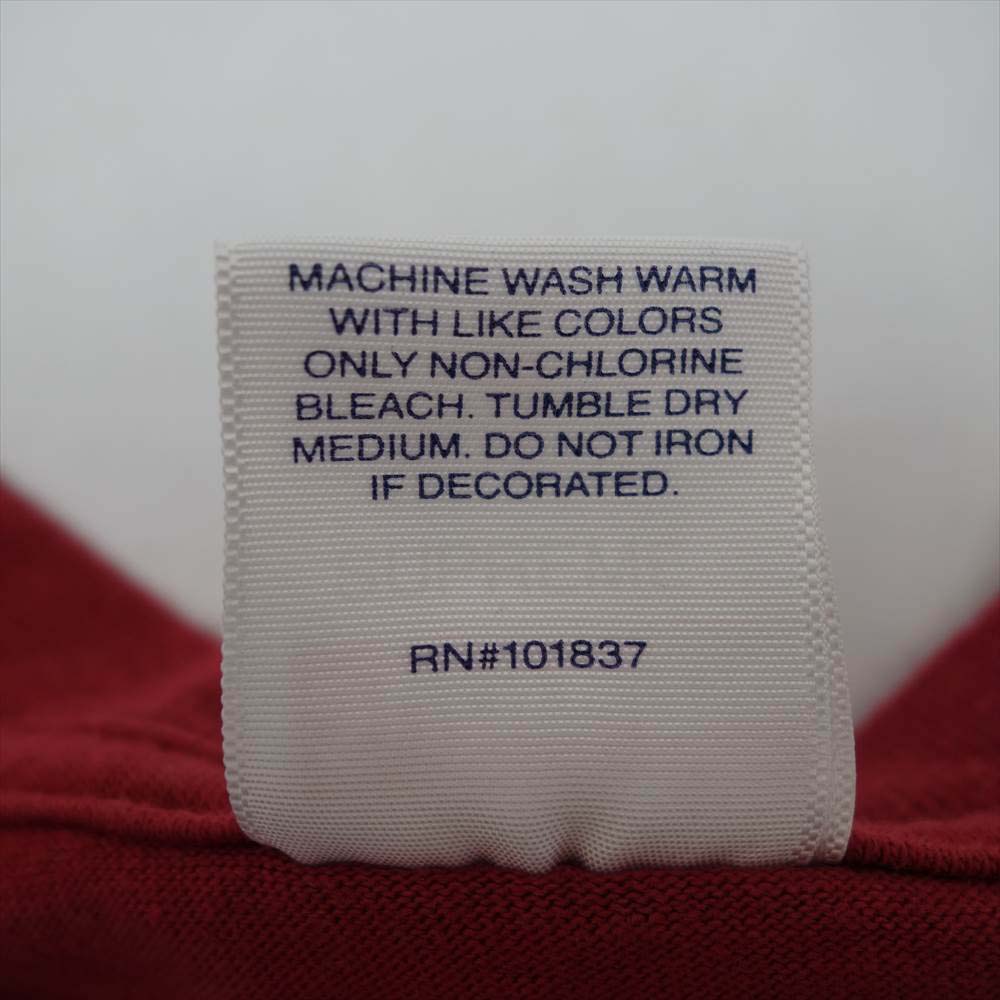 MACHINE WASH WARM
WITH LIKE COLORS
ONLY NON-CHLORINE
BLEACH. TUMBLE DRY
MEDIUM. DO NOT IRON
IF DECORATED.
RN#101837